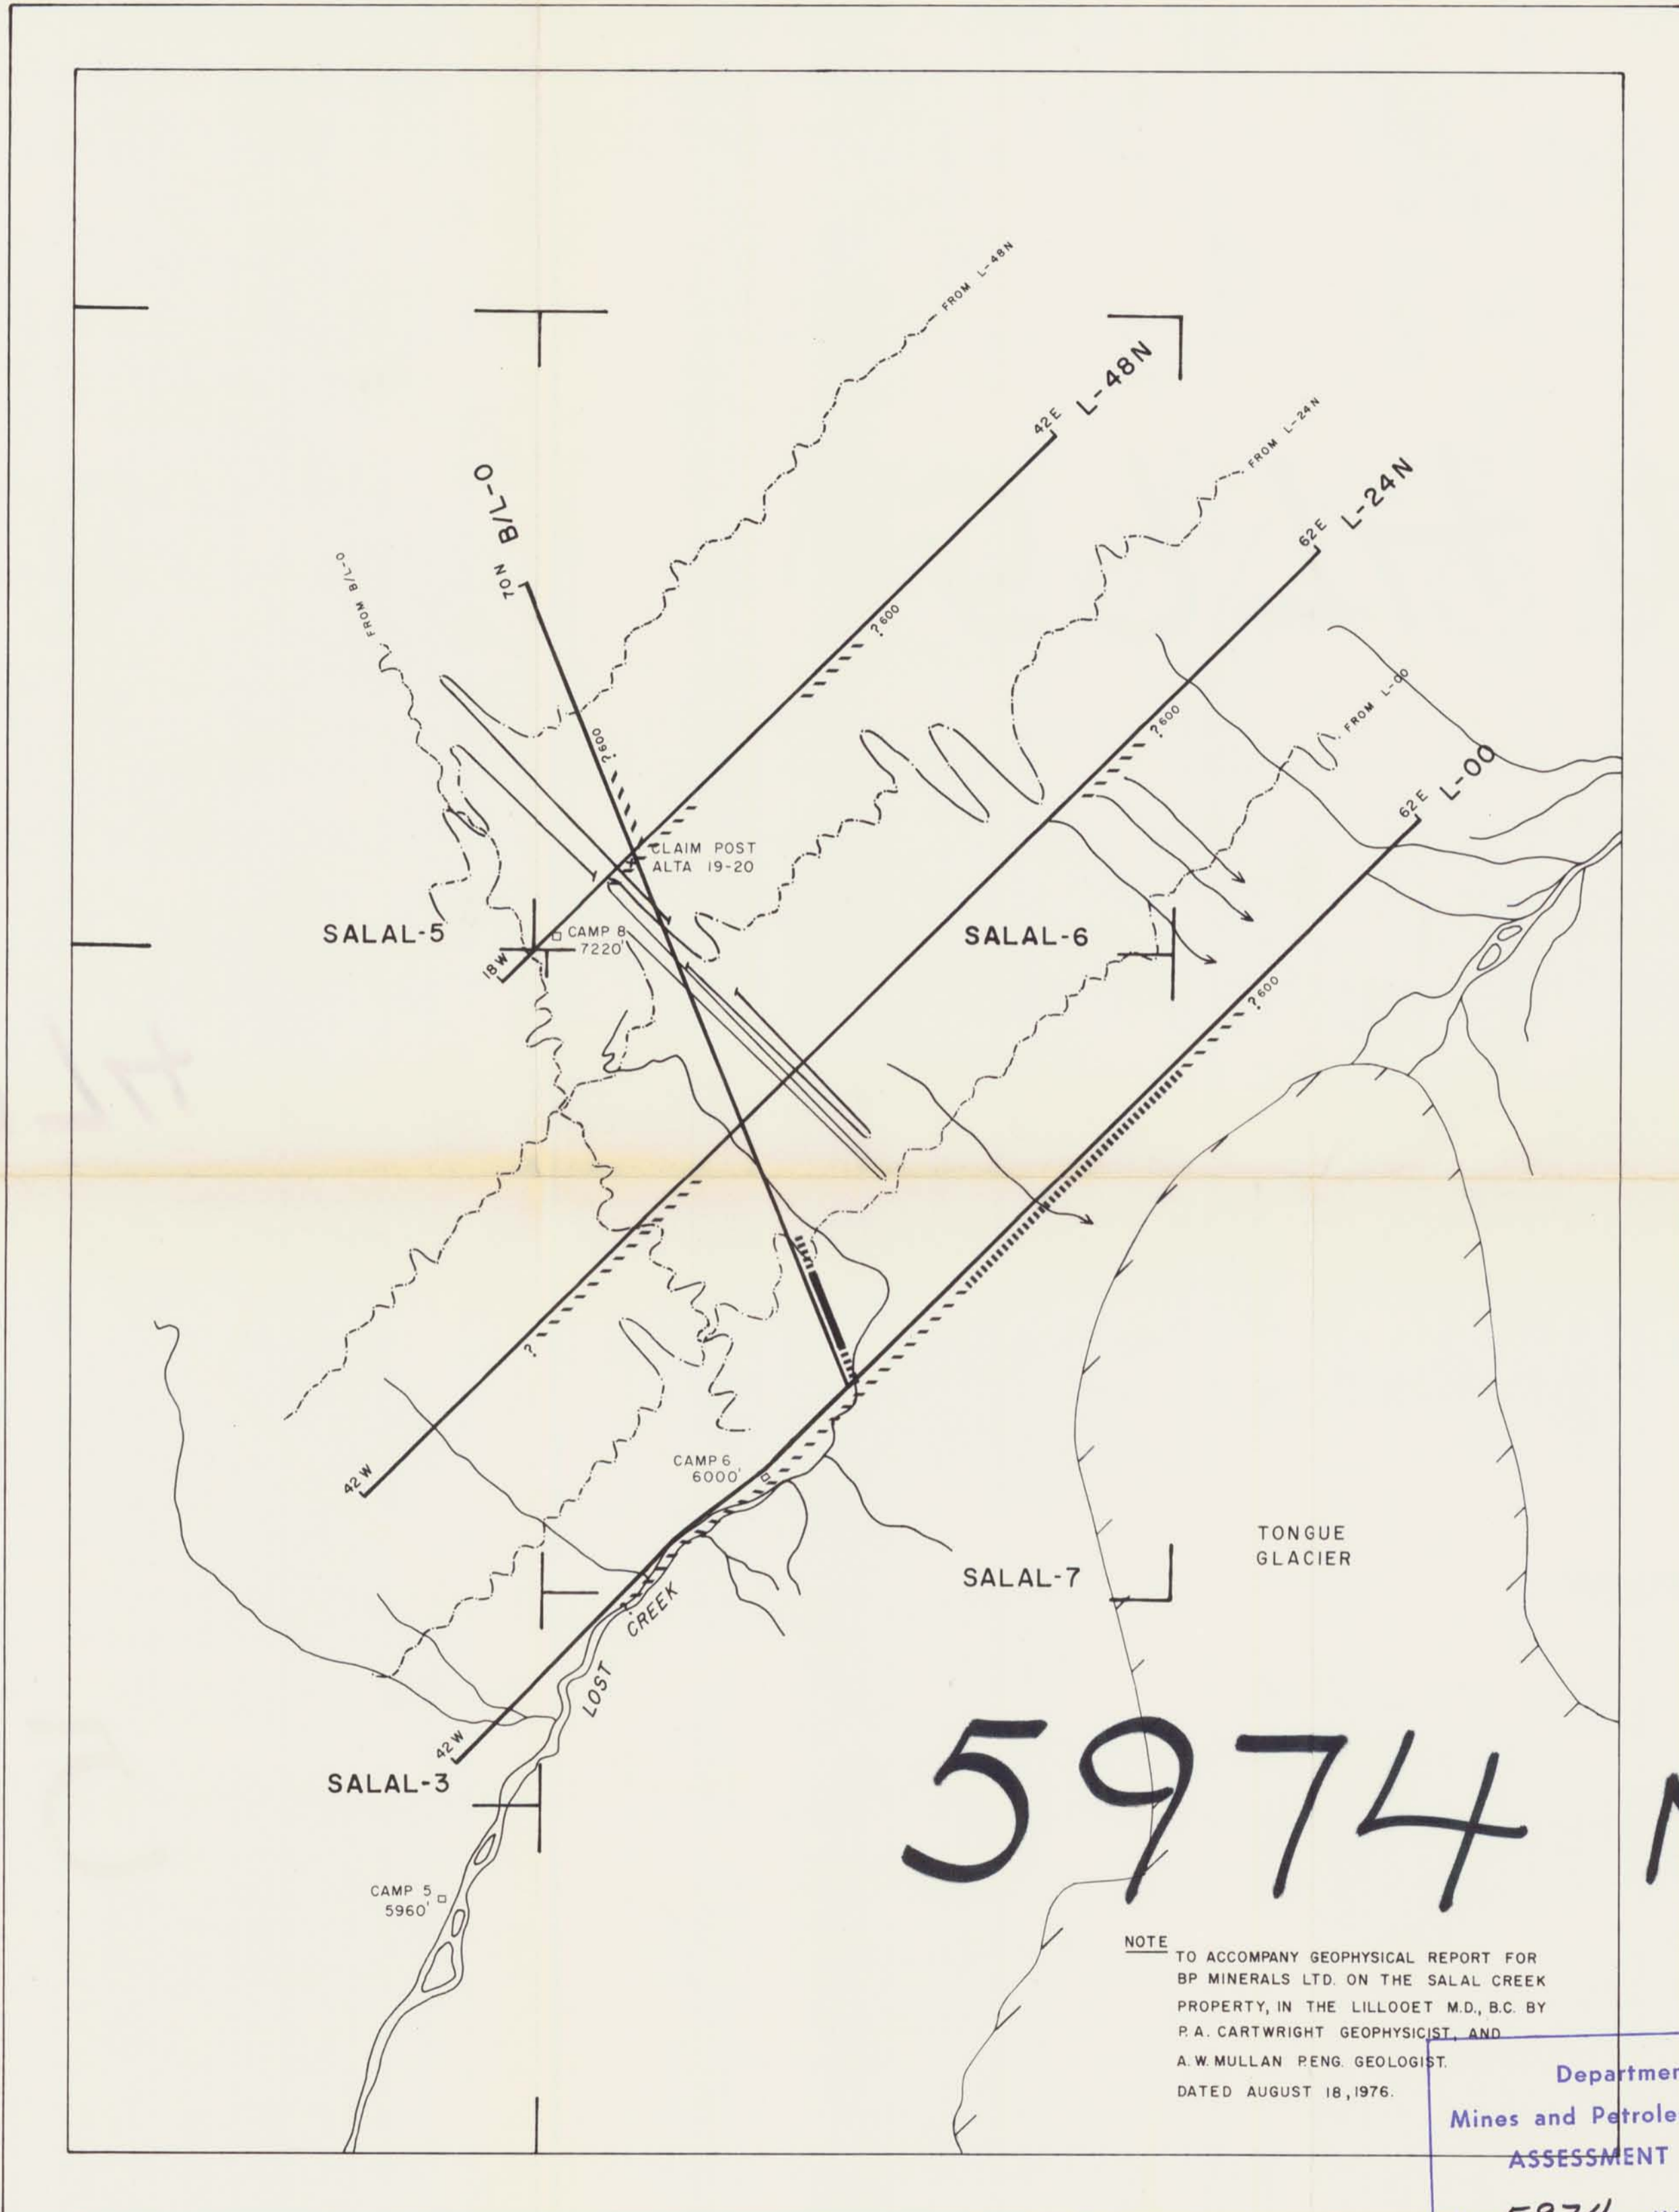 FROM L-48N
L-48N
42E
FROM L-24N
L-24N
62E
B/L-O
70N
FROM B/L-O
?600
?600
?600
FROM L-00
L-00
62E
CLAIM POST
ALTA 19-20
SALAL-5
CAMP 8
7220'
18W
SALAL-6
?600
?
42W
CAMP 6
6000'
TONGUE
GLACIER
SALAL-7
LOST CREEK
?
42W
SALAL-3
5974
CAMP 5
5960'
NOTE
TO ACCOMPANY GEOPHYSICAL REPORT FOR
BP MINERALS LTD. ON THE SALAL CREEK
PROPERTY, IN THE LILLOOET M.D., B.C. BY
P.A. CARTWRIGHT GEOPHYSICIST, AND
A.W. MULLAN P.ENG. GEOLOGIST.
DATED AUGUST 18, 1976.
Departmen
Mines and Petrole
ASSESSMENT
5974